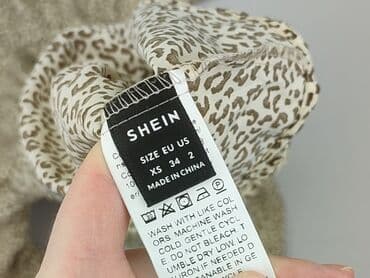 SHEIN
SIZE EU US
XS 34 2
MADE IN CHINA
WASH WITH LIKE COL
ORS MACHINE WASH
COLD GENTLE CYCL
E DO NOT BLEACH T
UMBLE DRY LOW LO
IRON IF NEEDED D